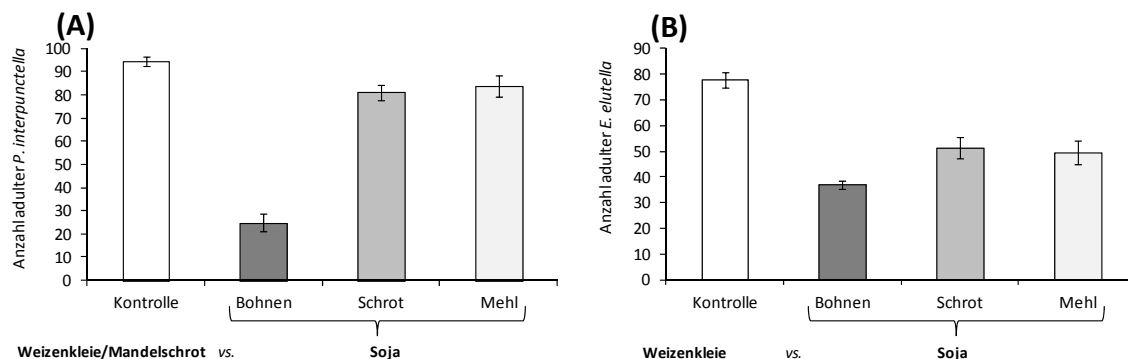 (A)
Anzahl adulter P. interpunctella
100
90
80
70
60
50
40
30
20
10
0
Kontrolle Bohnen Schrot Mehl
Weizenkleie/Mandelschrot vs. Soja
(B)
Anzahl adulter E. elutella
90
80
70
60
50
40
30
20
10
0
Kontrolle Bohnen Schrot Mehl
Weizenkleie vs. Soja